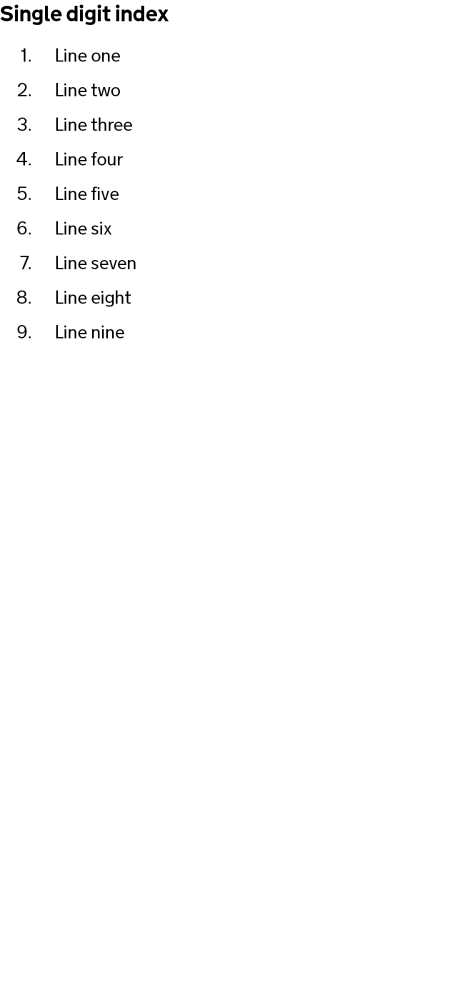 Single digit index
1. Line one
2. Line two
3. Line three
4. Line four
5. Line five
6. Line six
7. Line seven
8. Line eight
9. Line nine